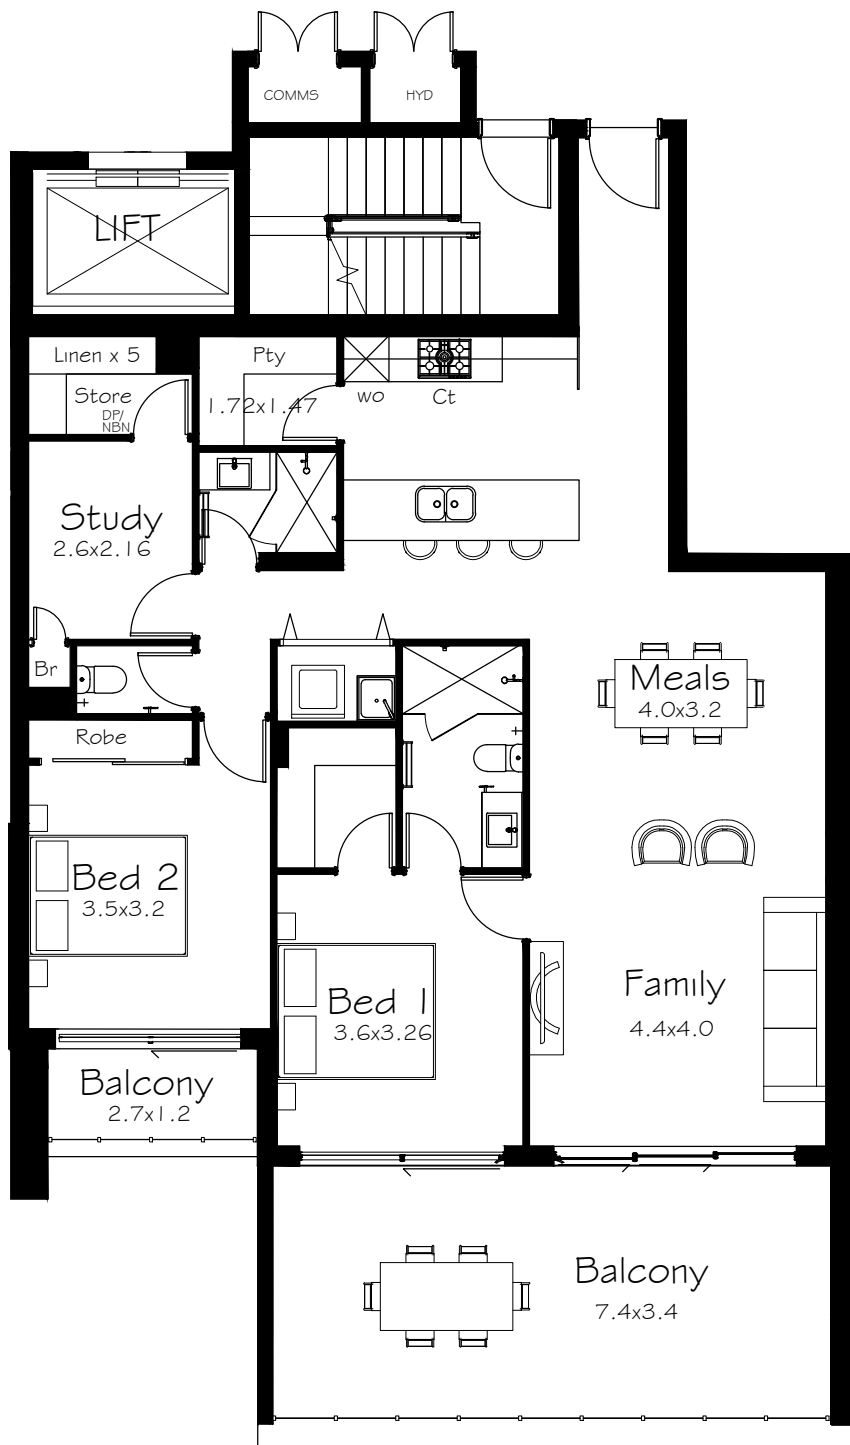 COMMS
HYD
LIFT
Linen x 5
Pty
Store
WO
Ct
1.72x1.47
DP/
NBN
Study
2.6x2.16
Br
Meals
4.0x3.2
Robe
Bed 2
3.5x3.2
Family
4.4x4.0
Bed 1
3.6x3.26
Balcony
2.7x1.2
Balcony
7.4x3.4